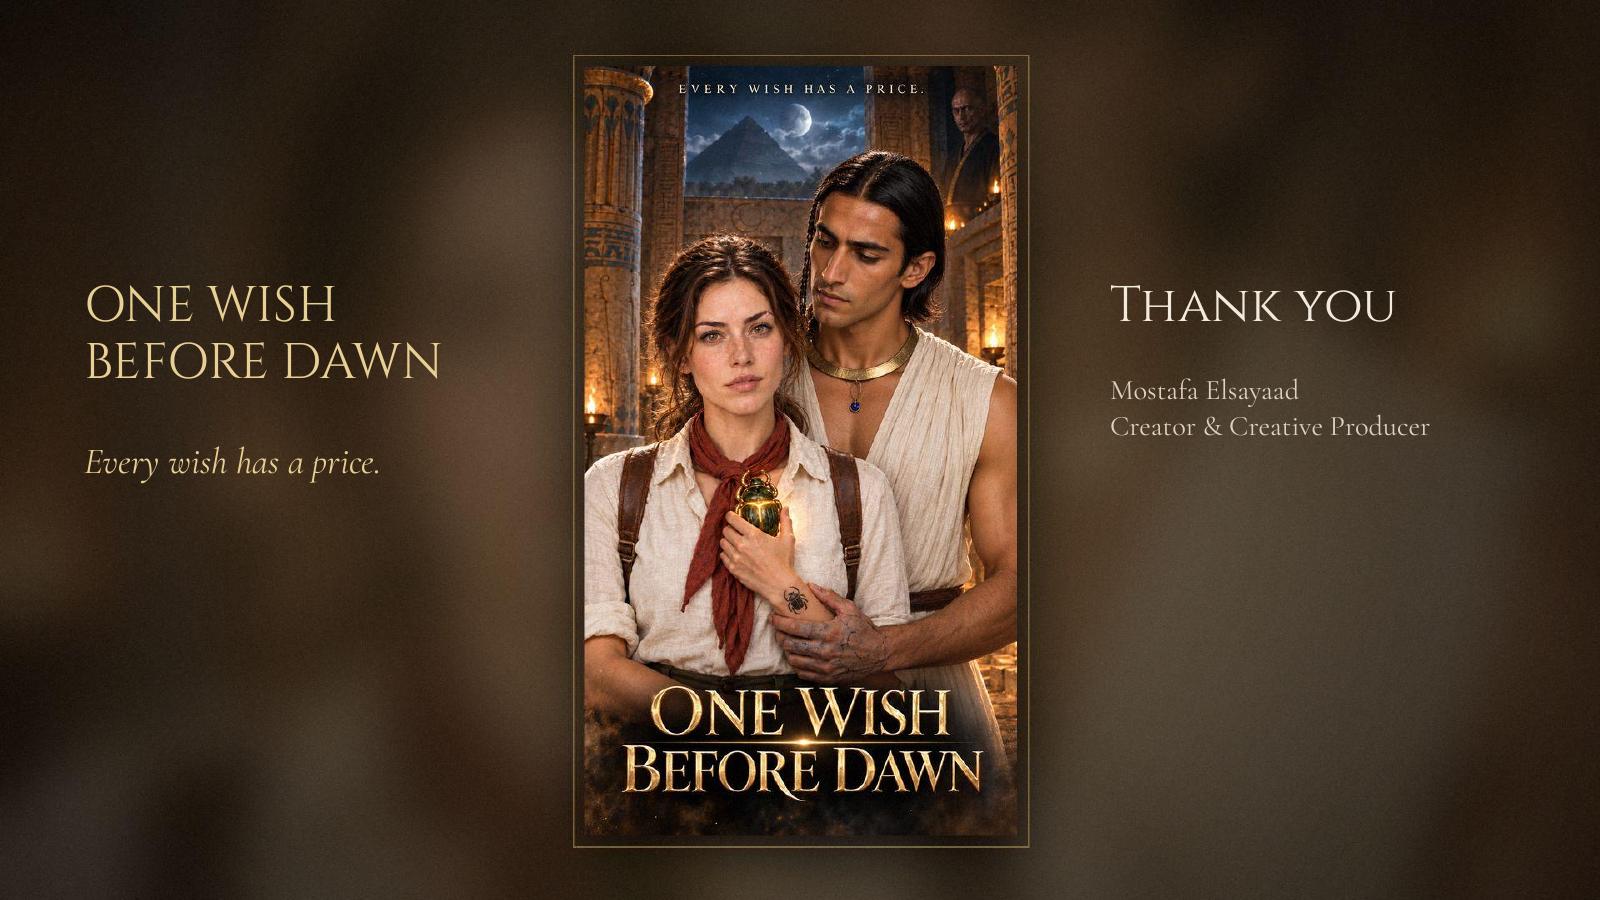 ONE WISH
BEFORE DAWN
Every wish has a price.
EVERY WISH HAS A PRICE.
ONE WISH
BEFORE DAWN
THANK YOU
Mostafa Elsayaad
Creator & Creative Producer